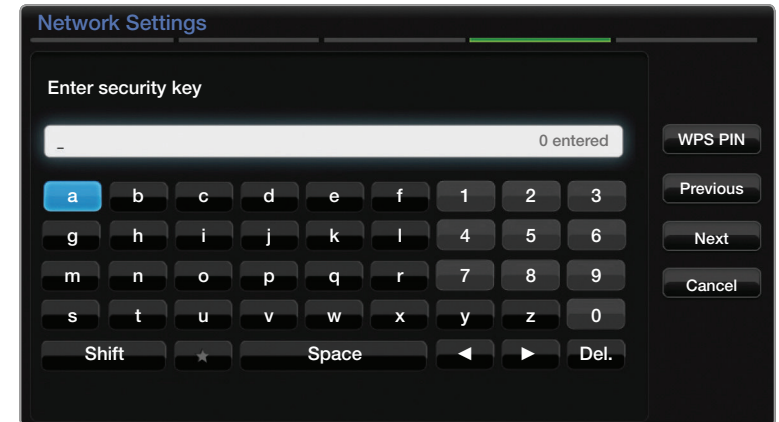 Network Settings
Enter security key
_ 0 entered
WPS PIN
a b c d e f 1 2 3
Previous
g h i j k l 4 5 6
Next
m n o p q r 7 8 9
Cancel
s t u v w x y z 0
Shift ★ Space ◄ ► Del.